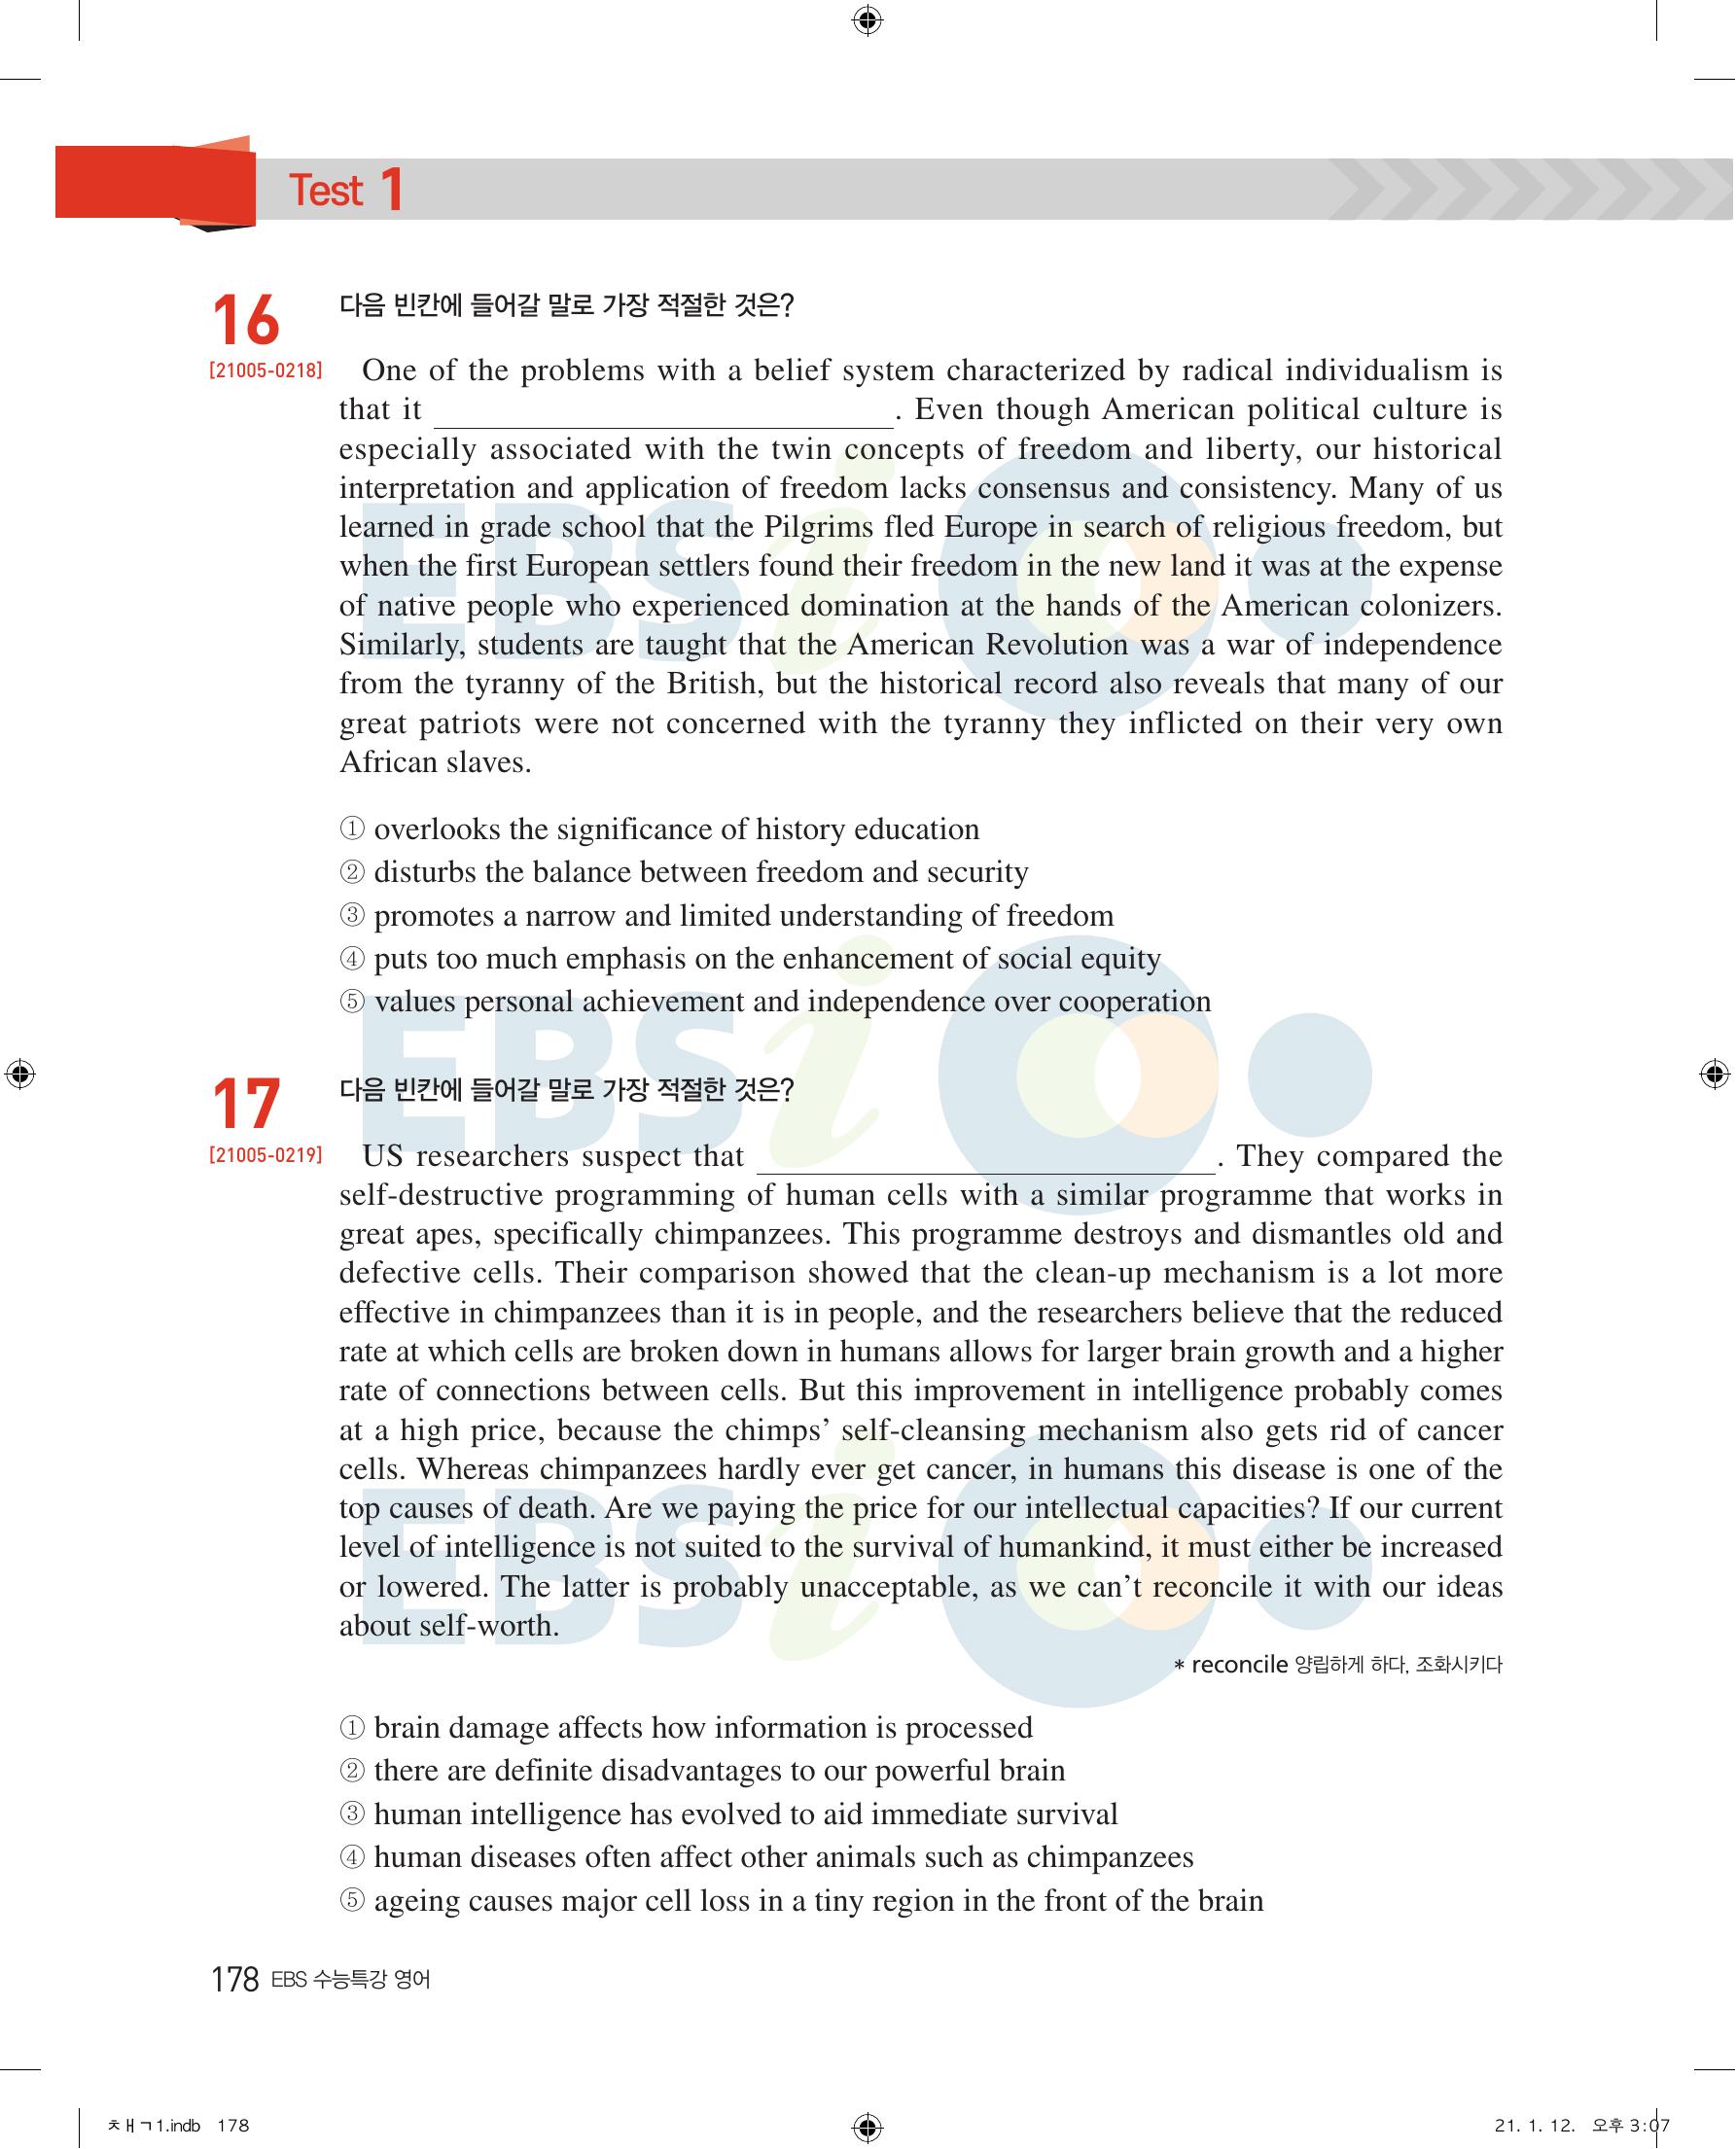 Test 1
16
다음 빈칸에 들어갈 말로 가장 적절한 것은?
[21005-0218]
One of the problems with a belief system characterized by radical individualism is
that it ____________________. Even though American political culture is
especially associated with the twin concepts of freedom and liberty, our historical
interpretation and application of freedom lacks consensus and consistency. Many of us
learned in grade school that the Pilgrims fled Europe in search of religious freedom, but
when the first European settlers found their freedom in the new land it was at the expense
of native people who experienced domination at the hands of the American colonizers.
Similarly, students are taught that the American Revolution was a war of independence
from the tyranny of the British, but the historical record also reveals that many of our
great patriots were not concerned with the tyranny they inflicted on their very own
African slaves.
① overlooks the significance of history education
② disturbs the balance between freedom and security
③ promotes a narrow and limited understanding of freedom
④ puts too much emphasis on the enhancement of social equity
⑤ values personal achievement and independence over cooperation
17
다음 빈칸에 들어갈 말로 가장 적절한 것은?
[21005-0219]
US researchers suspect that ____________________. They compared the
self-destructive programming of human cells with a similar programme that works in
great apes, specifically chimpanzees. This programme destroys and dismantles old and
defective cells. Their comparison showed that the clean-up mechanism is a lot more
effective in chimpanzees than it is in people, and the researchers believe that the reduced
rate at which cells are broken down in humans allows for larger brain growth and a higher
rate of connections between cells. But this improvement in intelligence probably comes
at a high price, because the chimps' self-cleansing mechanism also gets rid of cancer
cells. Whereas chimpanzees hardly ever get cancer, in humans this disease is one of the
top causes of death. Are we paying the price for our intellectual capacities? If our current
level of intelligence is not suited to the survival of humankind, it must either be increased
or lowered. The latter is probably unacceptable, as we can't reconcile it with our ideas
about self-worth.
* reconcile 양립하게 하다, 조화시키다
① brain damage affects how information is processed
② there are definite disadvantages to our powerful brain
③ human intelligence has evolved to aid immediate survival
④ human diseases often affect other animals such as chimpanzees
⑤ ageing causes major cell loss in a tiny region in the front of the brain
178 EBS 수능특강 영어
ㅊㅐㄱ1.indb 178
21. 1. 12. 오후 3:07
EBSi
EBSi
EBSi